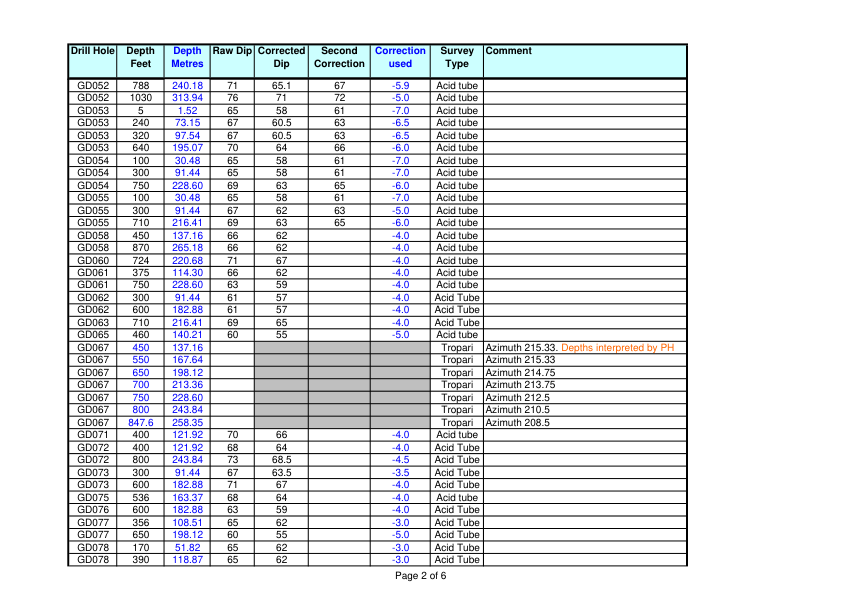 Drill Hole Depth Feet Depth Metres Raw Dip Corrected Dip Second Correction Correction used Survey Type Comment
GD052 788 240.18 71 65.1 67 -5.9 Acid tube
GD052 1030 313.94 76 71 72 -5.0 Acid tube
GD053 5 1.52 65 58 61 -7.0 Acid tube
GD053 240 73.15 67 60.5 63 -6.5 Acid tube
GD053 320 97.54 67 60.5 63 -6.5 Acid tube
GD053 640 195.07 70 64 66 -6.0 Acid tube
GD054 100 30.48 65 58 61 -7.0 Acid tube
GD054 300 91.44 65 58 61 -7.0 Acid tube
GD054 750 228.60 69 63 65 -6.0 Acid tube
GD055 100 30.48 65 58 61 -7.0 Acid tube
GD055 300 91.44 67 62 63 -5.0 Acid tube
GD055 710 216.41 69 63 65 -6.0 Acid tube
GD058 450 137.16 66 62 -4.0 Acid tube
GD058 870 265.18 66 62 -4.0 Acid tube
GD060 724 220.68 71 67 -4.0 Acid tube
GD061 375 114.30 66 62 -4.0 Acid tube
GD061 750 228.60 63 59 -4.0 Acid tube
GD062 300 91.44 61 57 -4.0 Acid Tube
GD062 600 182.88 61 57 -4.0 Acid Tube
GD063 710 216.41 69 65 -4.0 Acid Tube
GD065 460 140.21 60 55 -5.0 Acid tube
GD067 450 137.16 Tropari Azimuth 215.33. Depths interpreted by PH
GD067 550 167.64 Tropari Azimuth 215.33
GD067 650 198.12 Tropari Azimuth 214.75
GD067 700 213.36 Tropari Azimuth 213.75
GD067 750 228.60 Tropari Azimuth 212.5
GD067 800 243.84 Tropari Azimuth 210.5
GD067 847.6 258.35 Tropari Azimuth 208.5
GD071 400 121.92 70 66 -4.0 Acid tube
GD072 400 121.92 68 64 -4.0 Acid Tube
GD072 800 243.84 73 68.5 -4.5 Acid Tube
GD073 300 91.44 67 63.5 -3.5 Acid Tube
GD073 600 182.88 71 67 -4.0 Acid Tube
GD075 536 163.37 68 64 -4.0 Acid tube
GD076 600 182.88 63 59 -4.0 Acid Tube
GD077 356 108.51 65 62 -3.0 Acid Tube
GD077 650 198.12 60 55 -5.0 Acid Tube
GD078 170 51.82 65 62 -3.0 Acid Tube
GD078 390 118.87 65 62 -3.0 Acid Tube
Page 2 of 6